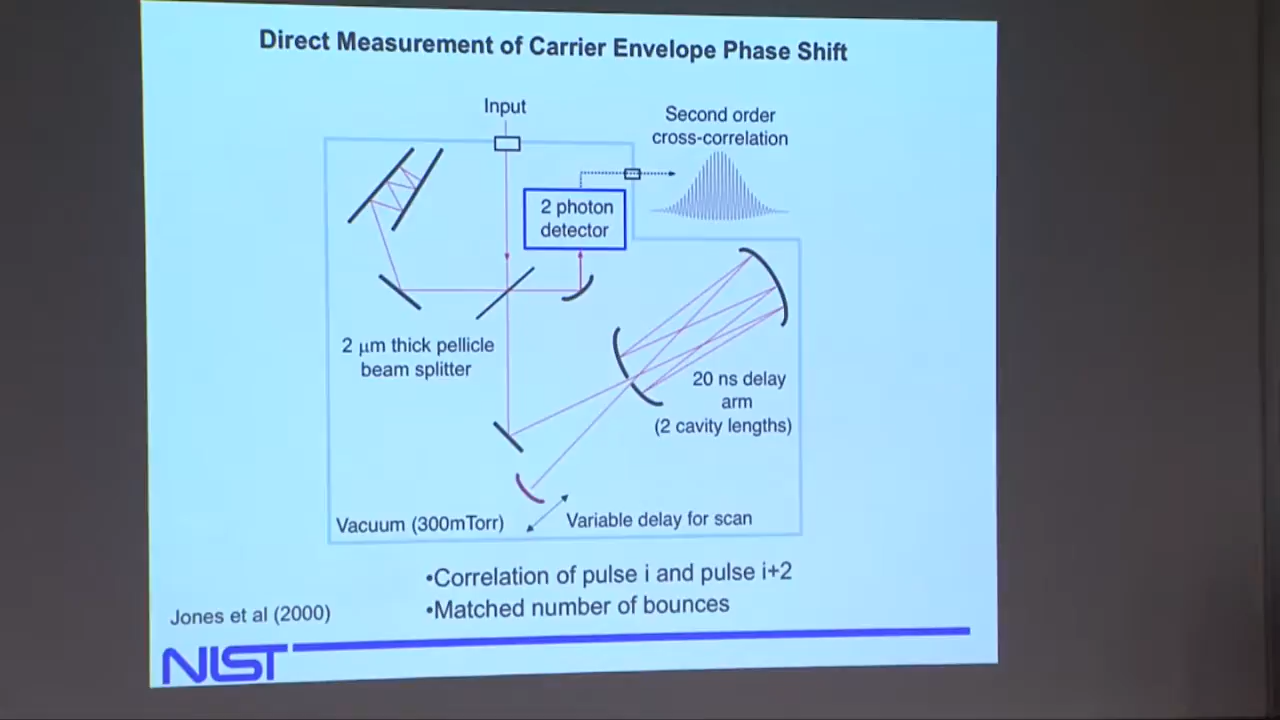 Direct Measurement of Carrier Envelope Phase Shift
Input
Second order
cross-correlation
2 photon
detector
2 μm thick pellicle
beam splitter
20 ns delay
arm
(2 cavity lengths)
Vacuum (300mTorr)
Variable delay for scan
•Correlation of pulse i and pulse i+2
•Matched number of bounces
Jones et al (2000)
NIST